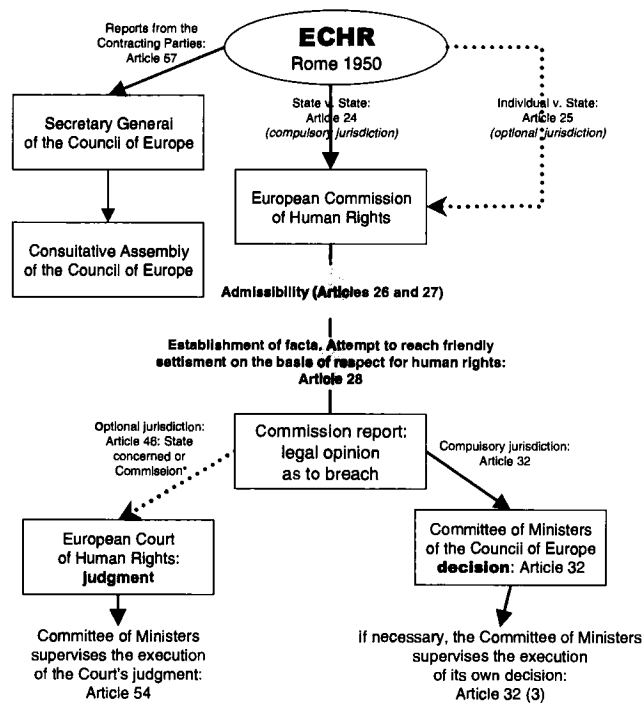 ECHR
Rome 1950
Reports from the
Contracting Parties:
Article 57
Secretary General
of the Council of Europe
Consuitative Assembiy
of the Council of Europe
State v. State:
Article 24
(compulsory jurisdiction)
Individual v. State:
Article 25
(optional jurisdiction)
European Commission
of Human Rights
Admissibility (Articles 26 and 27)
Establishment of facta, Attempt to reach friendly
settisment on the basis of respect for human rights:
Article 28
Commission report:
legal opinion
as to breach
Optional jurisdiction:
Article 48: State
concerned or
Commission*
Compulsory jurisdiction:
Article 32
European Court
of Human Rights:
judgment
Committee of Ministers
of the Council of Europe
decision: Article 32
Committee of Ministers
supervises the execution
of the Court's judgment:
Article 54
if necessary, the Committee of Ministers
supervises the execution
of its own decision:
Article 32 (3)